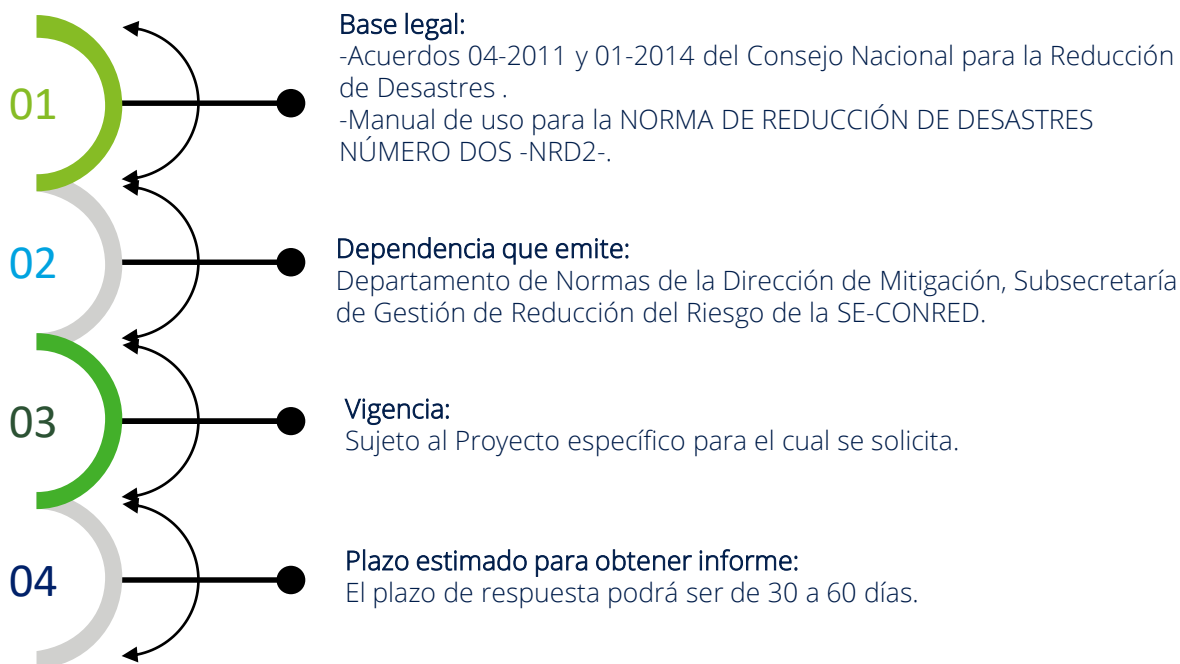 01
Base legal:
-Acuerdos 04-2011 y 01-2014 del Consejo Nacional para la Reducción
de Desastres .
-Manual de uso para la NORMA DE REDUCCIÓN DE DESASTRES
NÚMERO DOS -NRD2-.
02
Dependencia que emite:
Departamento de Normas de la Dirección de Mitigación, Subsecretaría
de Gestión de Reducción del Riesgo de la SE-CONRED.
03
Vigencia:
Sujeto al Proyecto específico para el cual se solicita.
04
Plazo estimado para obtener informe:
El plazo de respuesta podrá ser de 30 a 60 días.